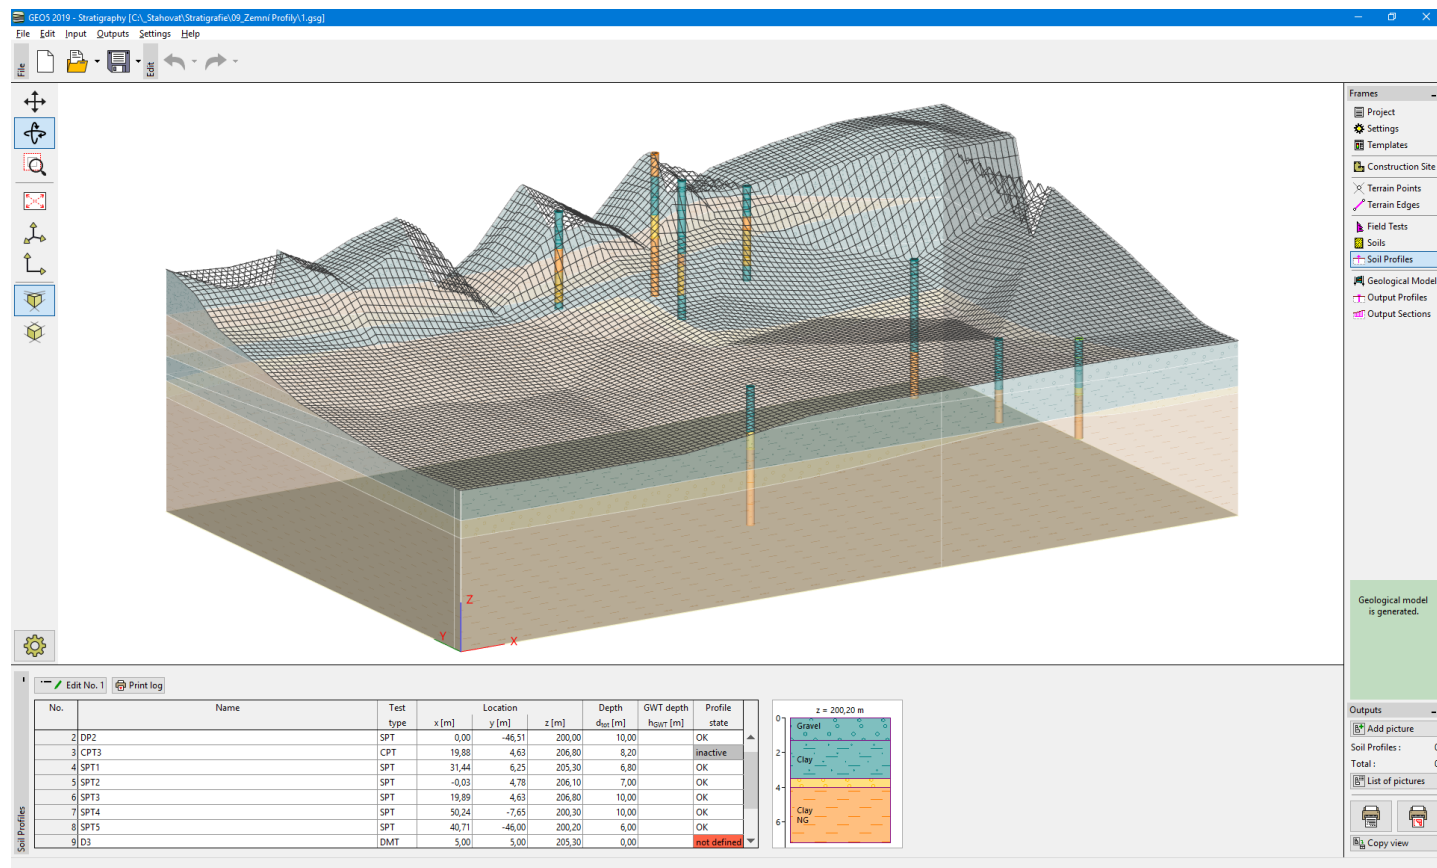 GEO5 2019 - Stratigraphy [C:\_Stahovat\Stratigrafie\09_Zemní Profily\1.gsg]
File Edit Input Outputs Settings Help
File
Edit
Frames
Project
Settings
Templates
Construction Site
Terrain Points
Terrain Edges
Field Tests
Soils
Soil Profiles
Geological Model
Output Profiles
Output Sections
Z
Y
X
Geological model
is generated.
Edit No. 1 Print log
No. Name Test Location Depth GWT depth Profile
type x [m] y [m] z [m] dtot [m] hGWT [m] state
2 DP2 SPT 0,00 -46,51 200,00 10,00 OK
3 CPT3 CPT 19,88 4,63 206,80 8,20 inactive
4 SPT1 SPT 31,44 6,25 205,30 6,80 OK
5 SPT2 SPT -0,03 4,78 206,10 7,00 OK
6 SPT3 SPT 19,89 4,63 206,80 10,00 OK
7 SPT4 SPT 50,24 -7,65 200,30 10,00 OK
8 SPT5 SPT 40,71 -46,00 200,20 6,00 OK
9 D3 DMT 5,00 5,00 205,30 0,00 not defined
Soil Profiles
z = 200,20 m
0
Gravel
2
Clay
4
Clay
NG
6
Outputs
Add picture
Soil Profiles :
Total :
List of pictures
Copy view